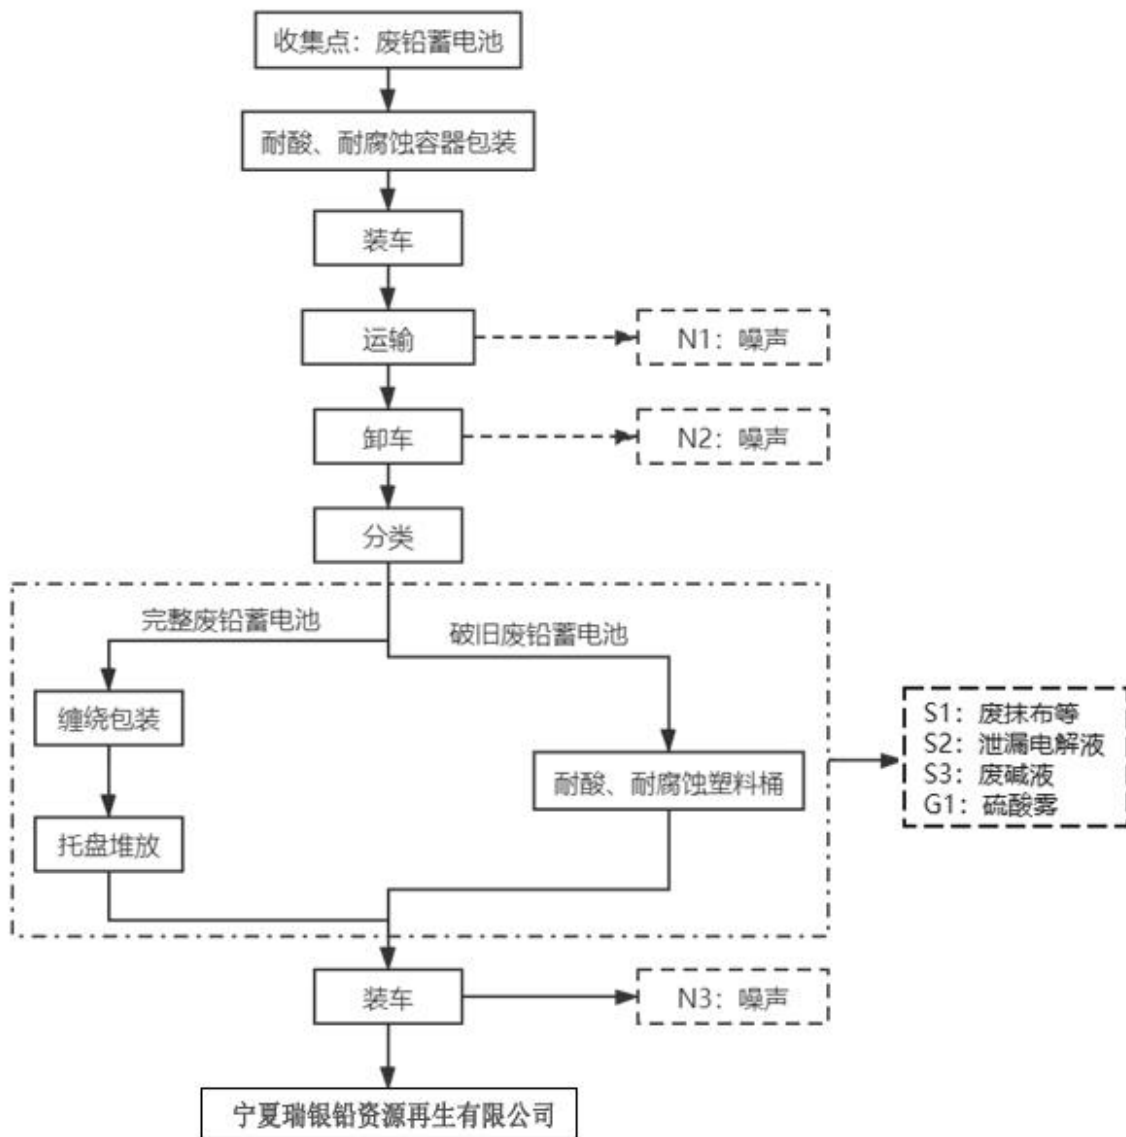 收集点：废铅蓄电池
耐酸、耐腐蚀容器包装
装车
运输
N1：噪声
卸车
N2：噪声
分类
完整废铅蓄电池
破旧废铅蓄电池
缠绕包装
耐酸、耐腐蚀塑料桶
托盘堆放
S1：废抹布等
S2：泄漏电解液
S3：废碱液
G1：硫酸雾
装车
N3：噪声
宁夏瑞银铅资源再生有限公司